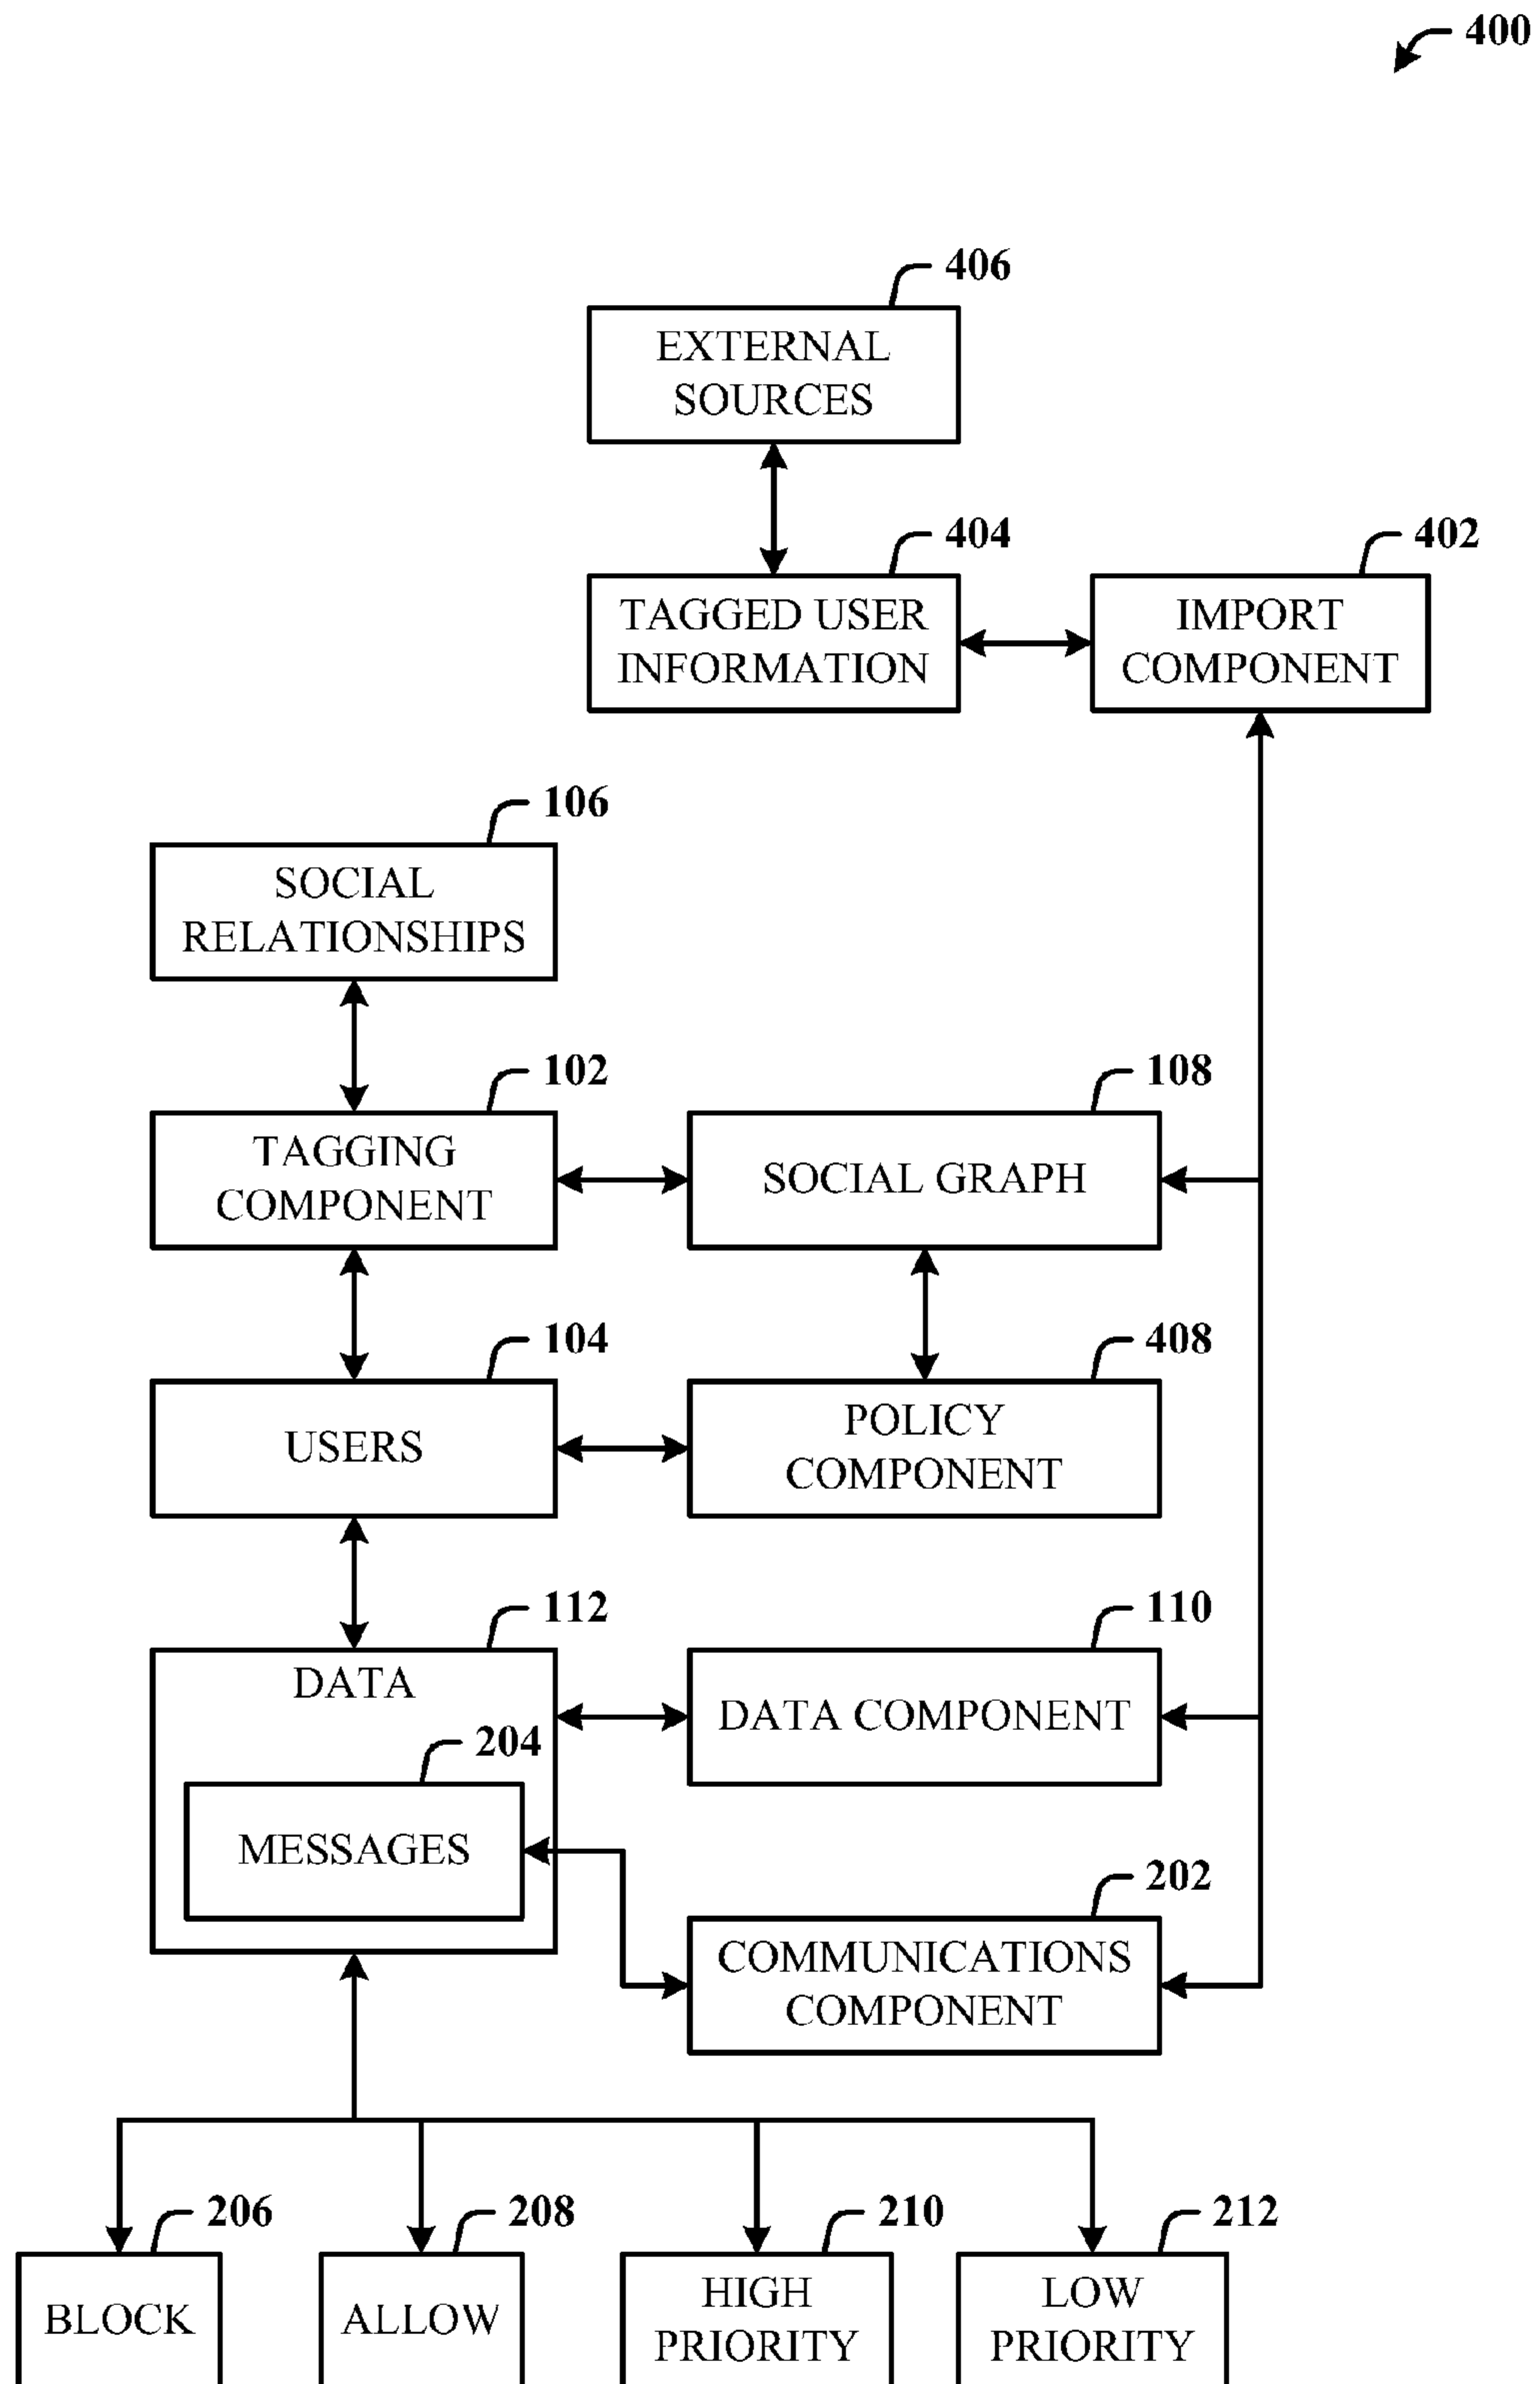 400
406
EXTERNAL
SOURCES
404
TAGGED USER
INFORMATION
402
IMPORT
COMPONENT
106
SOCIAL
RELATIONSHIPS
102
TAGGING
COMPONENT
108
SOCIAL GRAPH
104
USERS
408
POLICY
COMPONENT
112
DATA
110
DATA COMPONENT
204
MESSAGES
202
COMMUNICATIONS
COMPONENT
206
BLOCK
208
ALLOW
210
HIGH
PRIORITY
212
LOW
PRIORITY